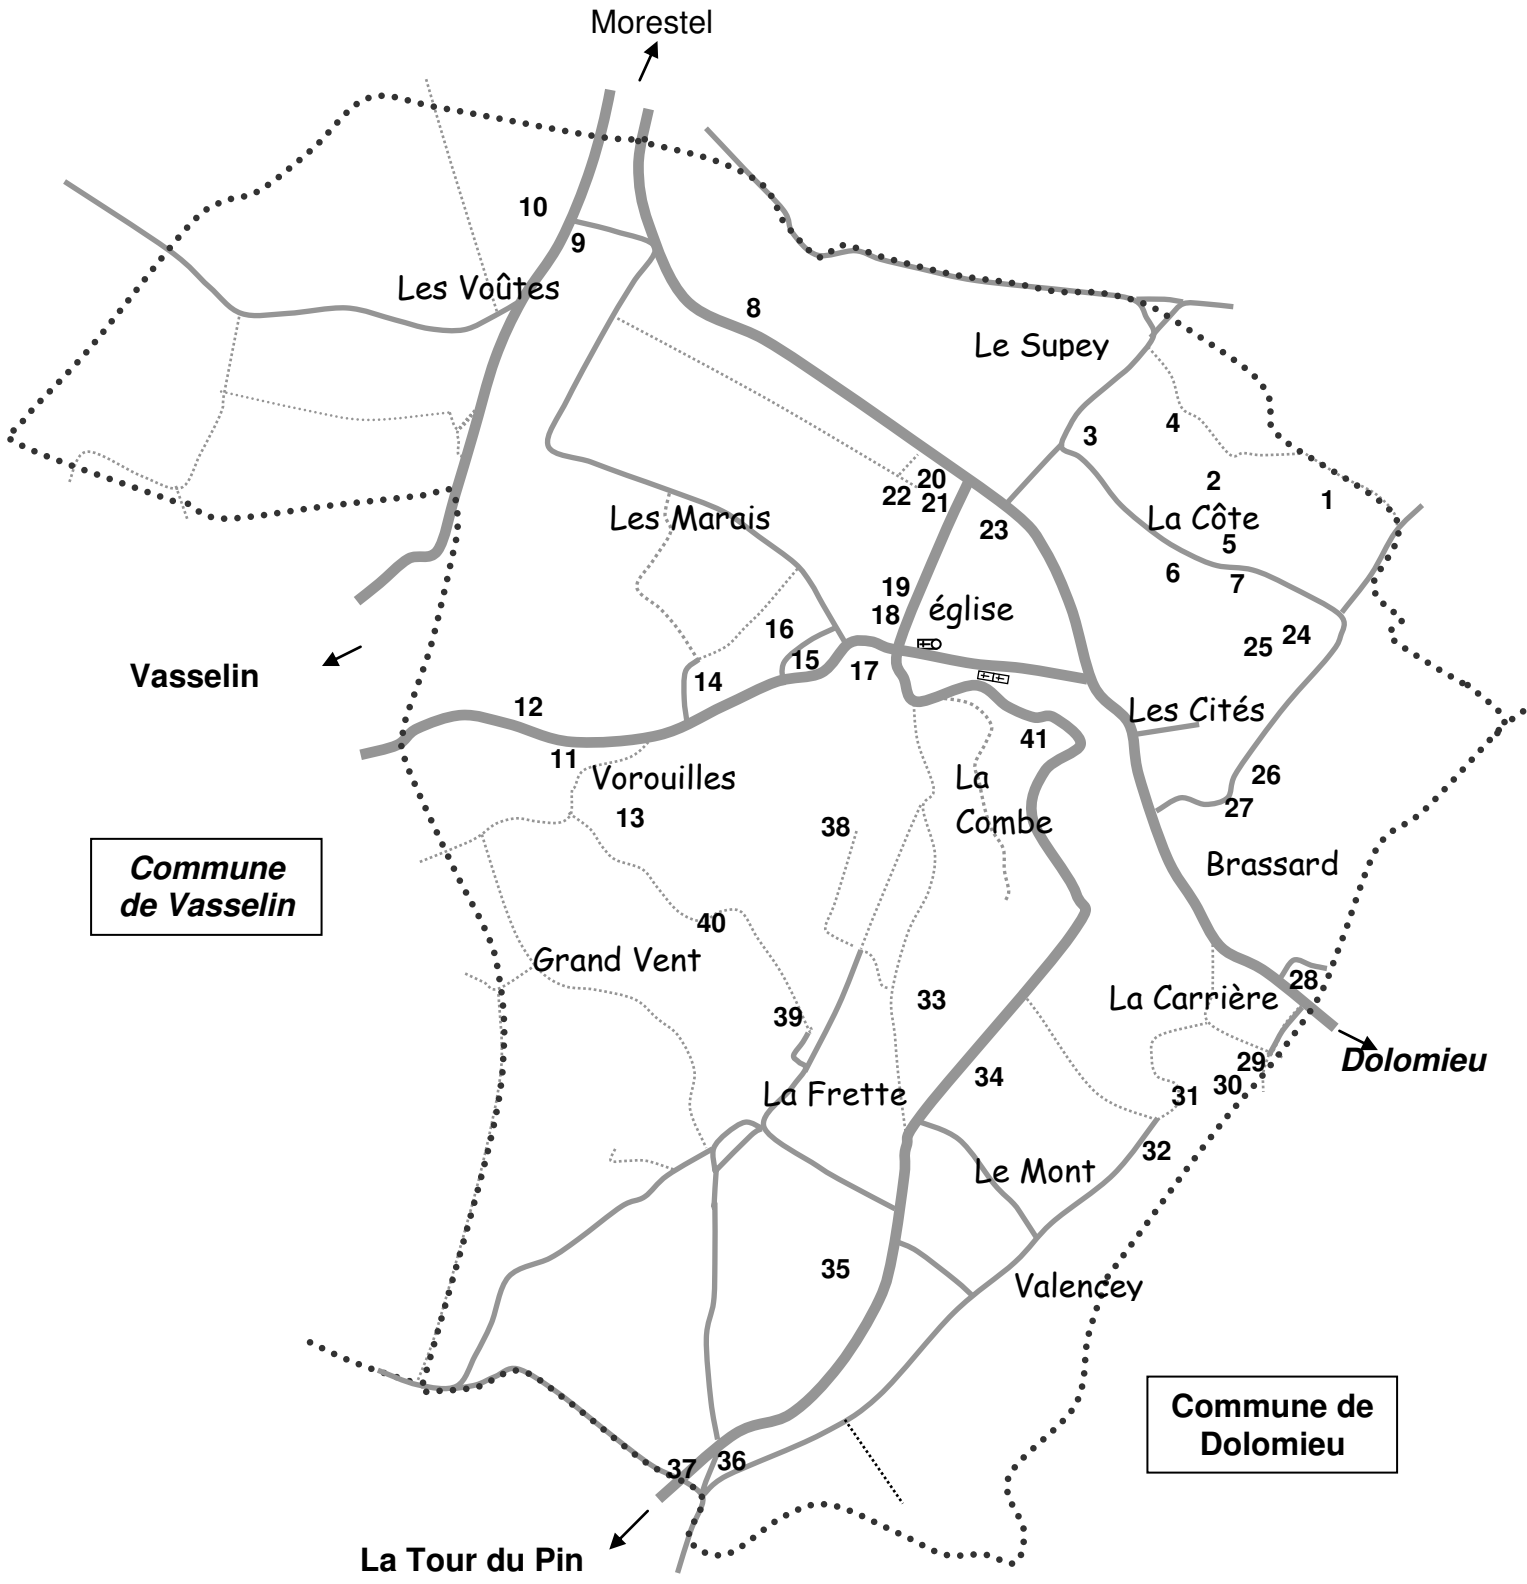 Morestel
10
9
Les Voûtes
8
Le Supey
3
4
20
2
22
21
1
Les Marais
23
La Côte
5
6
7
19
18
église
16
24
25
15
17
Vasselin
14
12
Les Cités
41
11
Vorouilles
La
Combe
26
13
38
27
Commune
de Vasselin
Brassard
40
Grand Vent
28
33
La Carrière
39
Dolomieu
29
34
30
La Frette
31
32
Le Mont
35
Valencey
Commune de
Dolomieu
36
37
La Tour du Pin